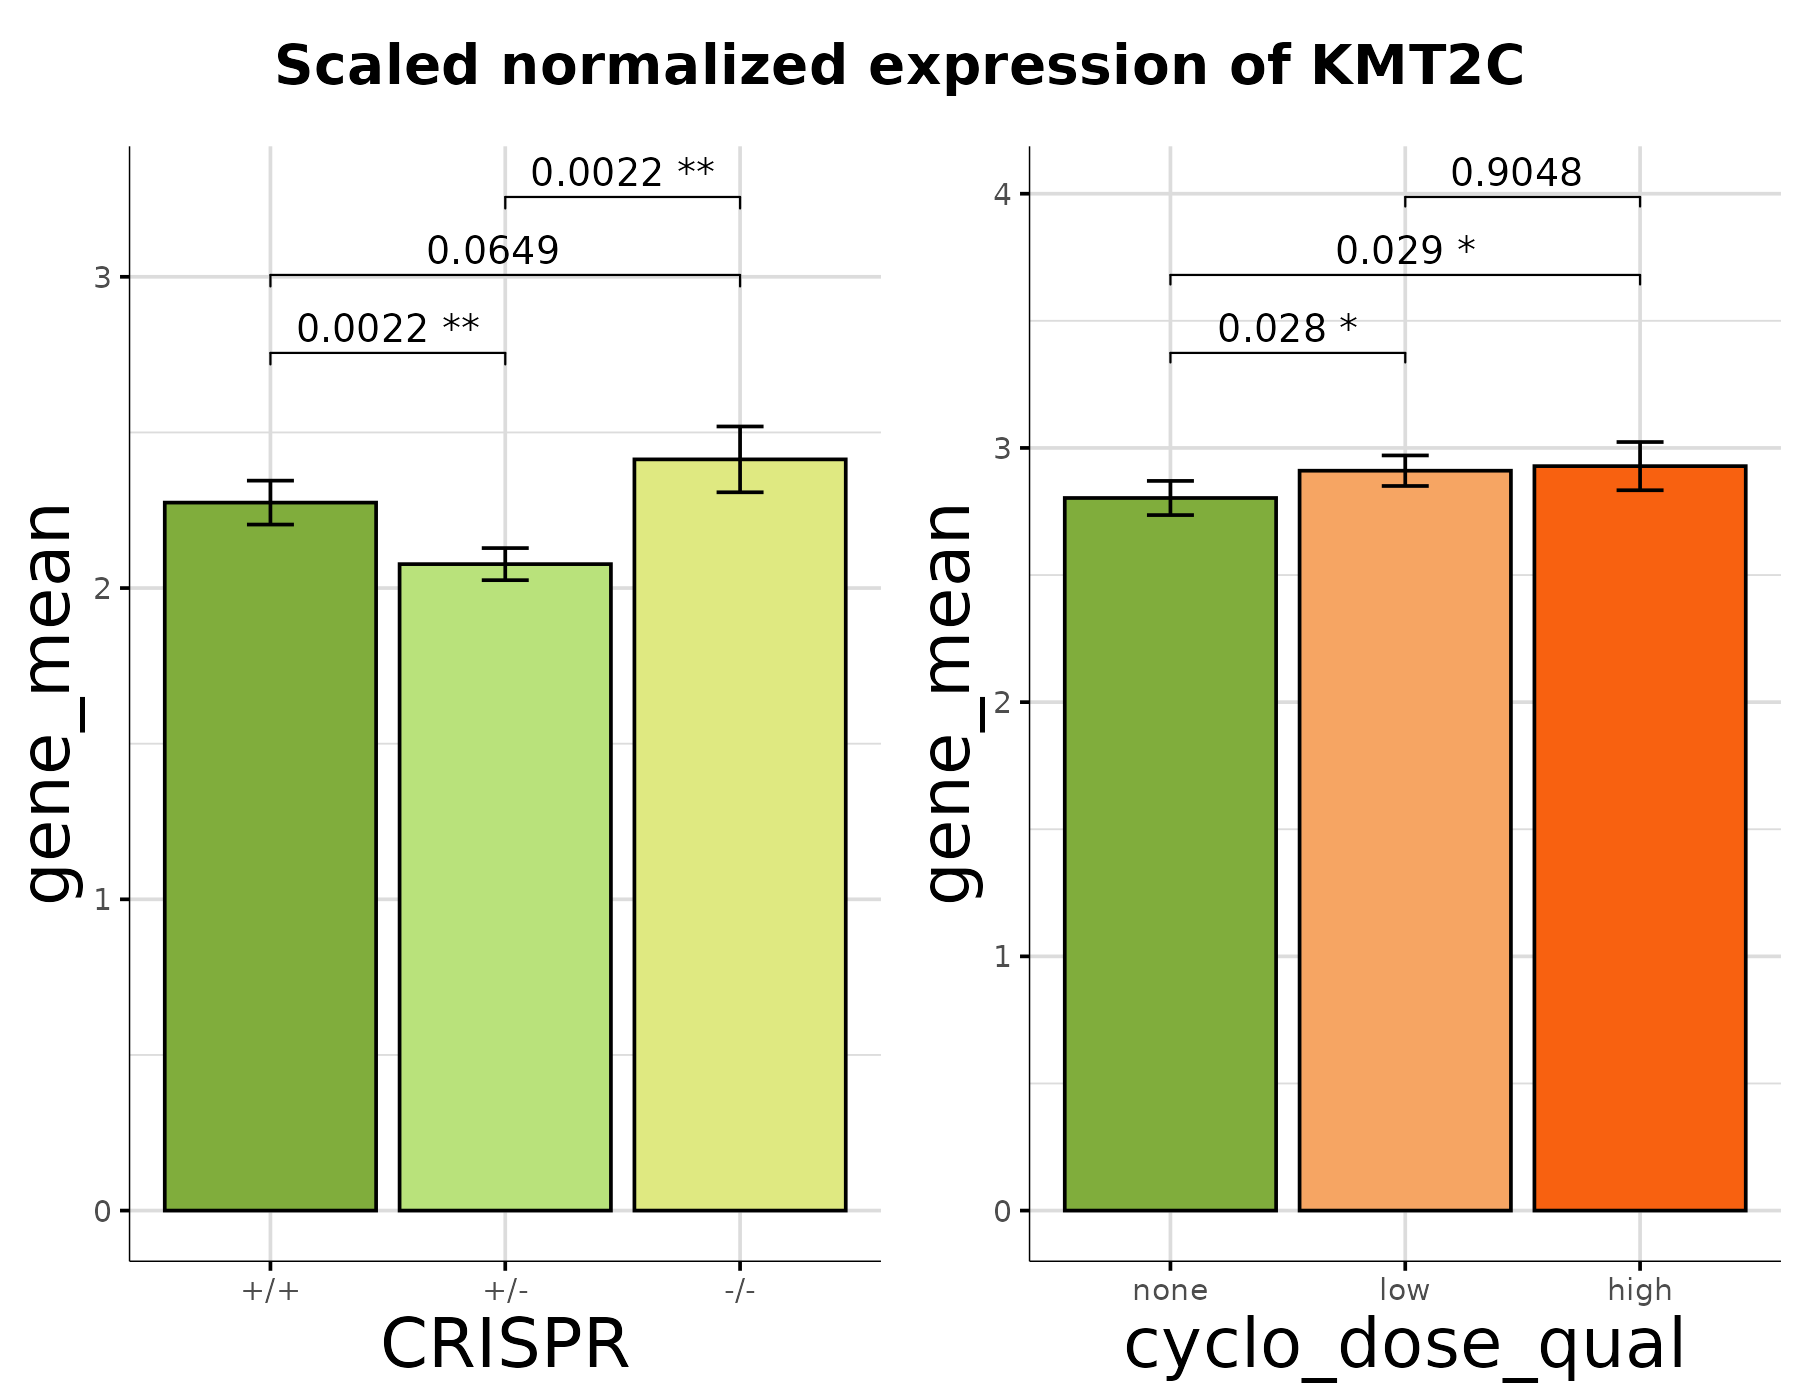 Scaled normalized expression of KMT2C
gene_mean
3
2
1
0
0.0022 **
0.0649
0.0022 **
+/+
+/-
-/-
CRISPR
gene_mean
4
3
2
1
0
0.9048
0.029 *
0.028 *
none
low
high
cyclo_dose_qual